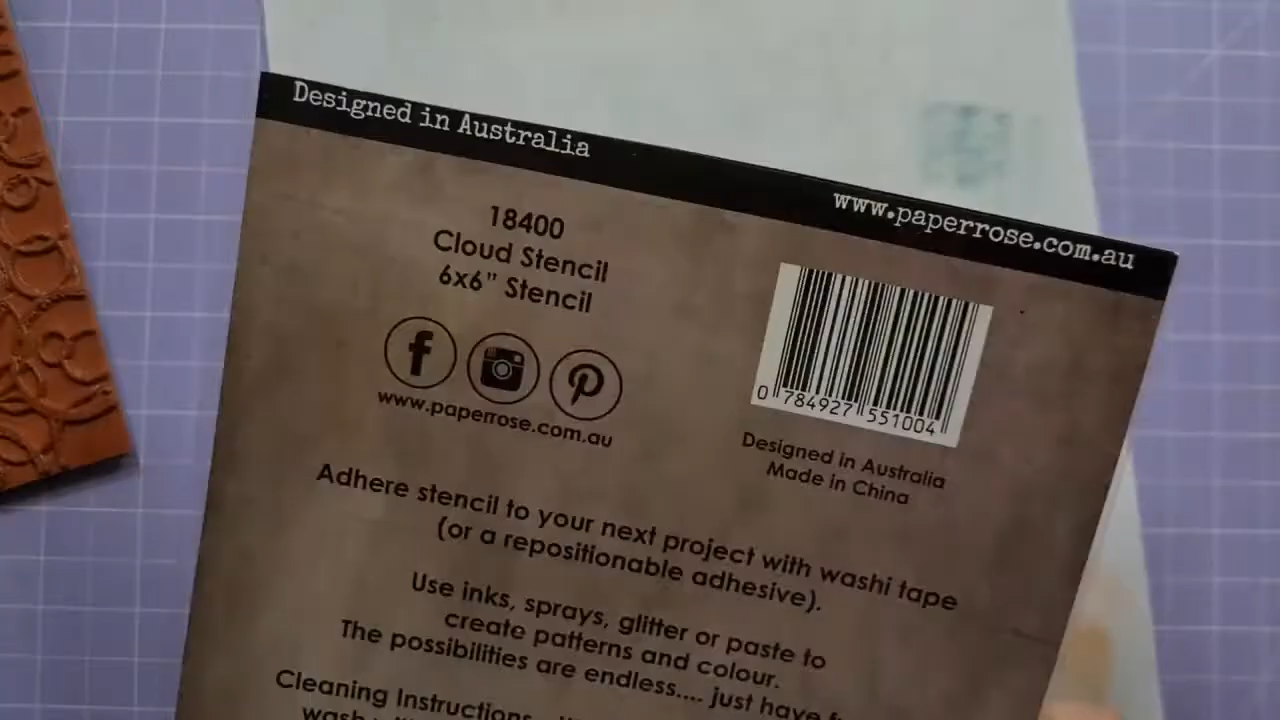 Designed in Australia
www.paperrose.com.au
18400
Cloud Stencil
6x6" Stencil
www.paperrose.com.au
0 784927 551004
Designed in Australia
Made in China
Adhere stencil to your next project with washi tape
(or a repositionable adhesive).
Use inks, sprays, glitter or paste to
create patterns and colour.
The possibilities are endless.... just have
Cleaning Instructions
wash